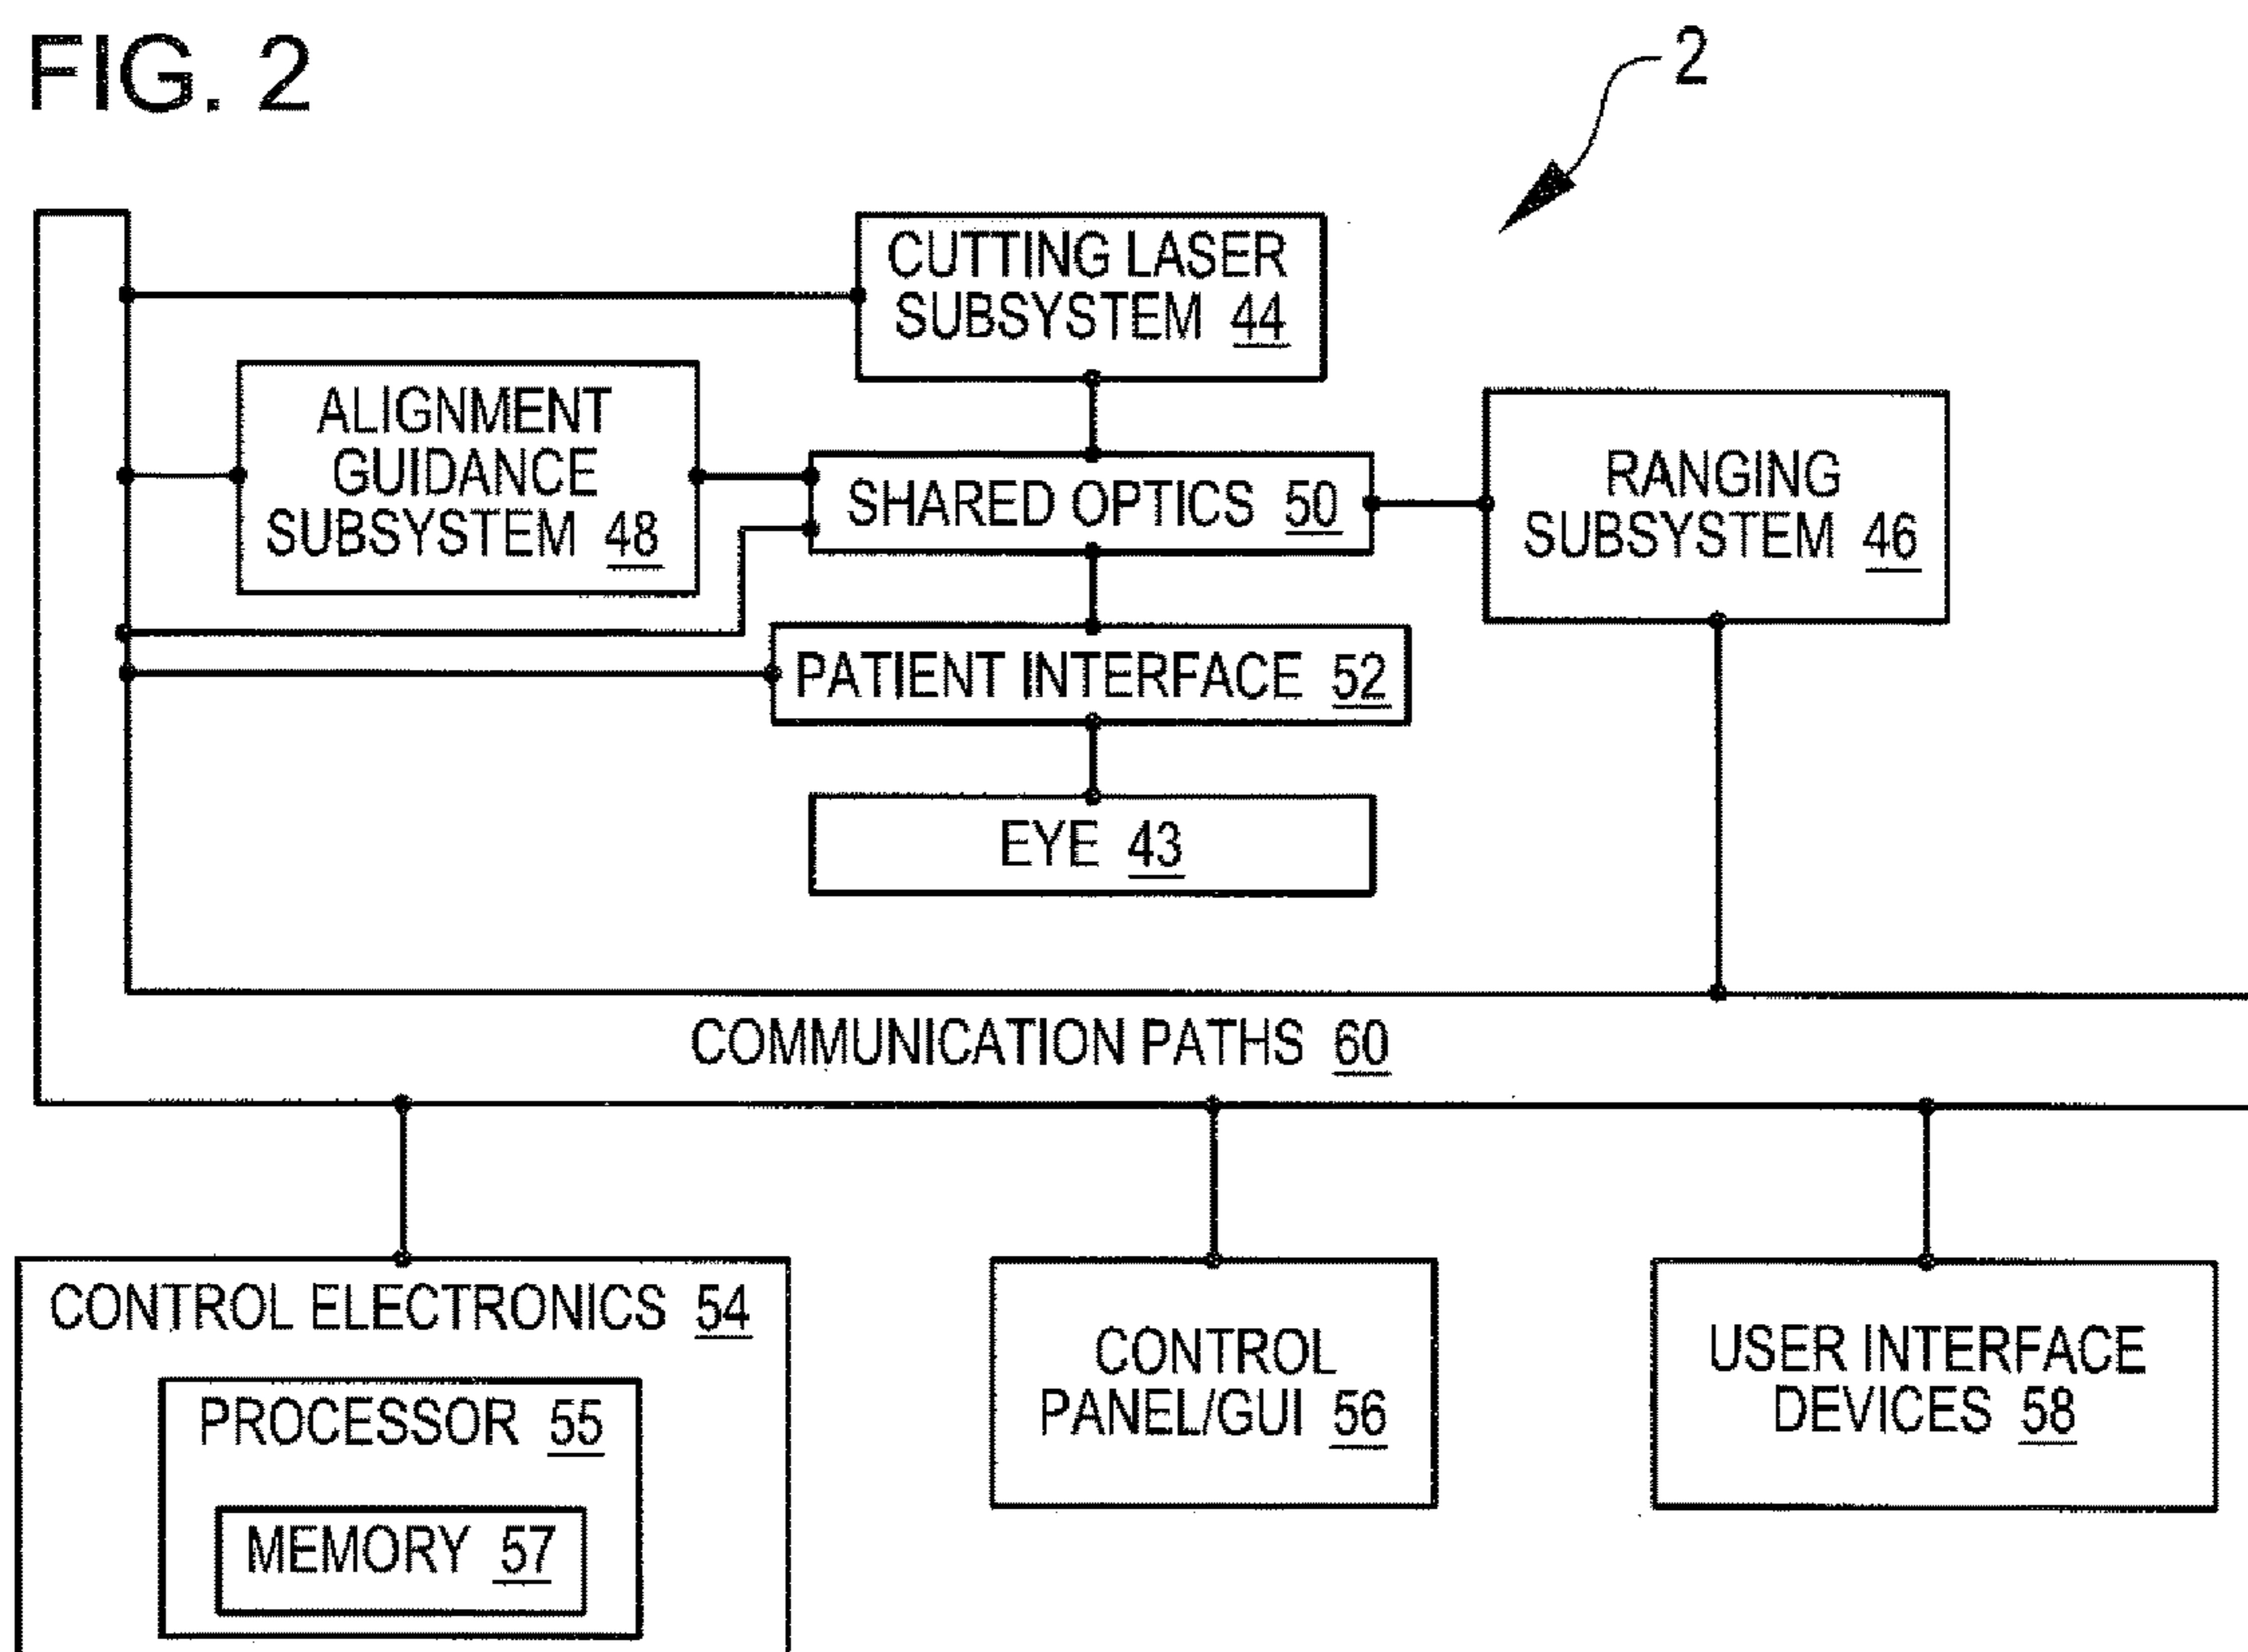 FIG. 2
2
CUTTING LASER
SUBSYSTEM 44
ALIGNMENT
GUIDANCE
SUBSYSTEM 48
SHARED OPTICS 50
RANGING
SUBSYSTEM 46
PATIENT INTERFACE 52
EYE 43
COMMUNICATION PATHS 60
CONTROL ELECTRONICS 54
PROCESSOR 55
MEMORY 57
CONTROL
PANEL/GUI 56
USER INTERFACE
DEVICES 58